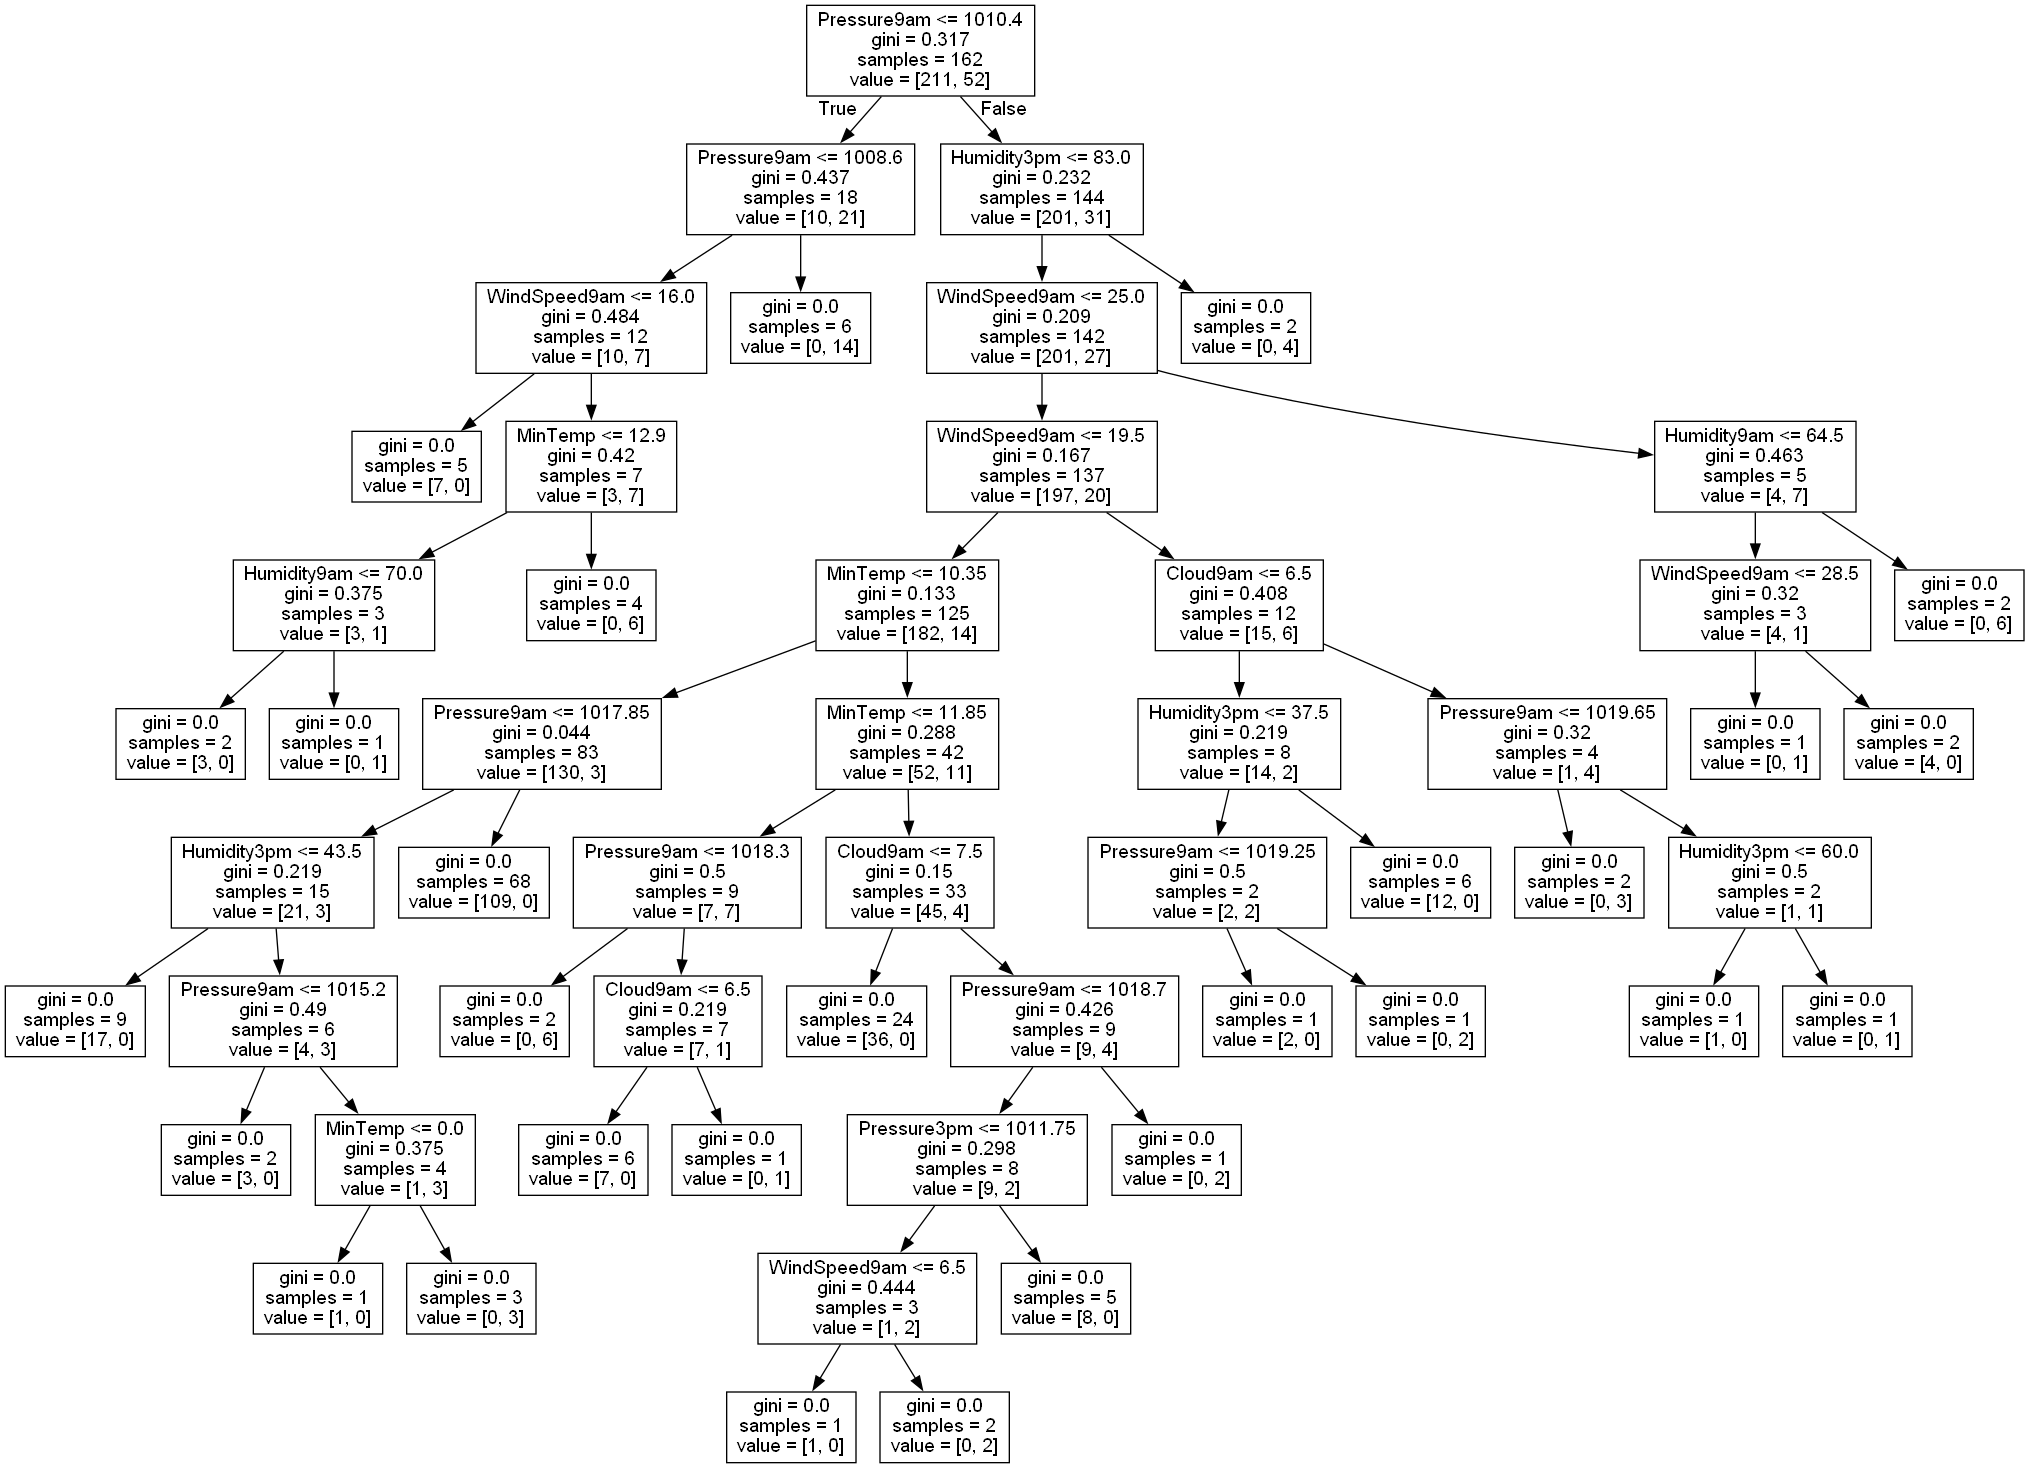 Pressure9am <= 1010.4
gini = 0.317
samples = 162
value = [211, 52]
True
False
Pressure9am <= 1008.6
gini = 0.437
samples = 18
value = [10, 21]
Humidity3pm <= 83.0
gini = 0.232
samples = 144
value = [201, 31]
WindSpeed9am <= 16.0
gini = 0.484
samples = 12
value = [10, 7]
gini = 0.0
samples = 6
value = [0, 14]
WindSpeed9am <= 25.0
gini = 0.209
samples = 142
value = [201, 27]
gini = 0.0
samples = 2
value = [0, 4]
gini = 0.0
samples = 5
value = [7, 0]
MinTemp <= 12.9
gini = 0.42
samples = 7
value = [3, 7]
WindSpeed9am <= 19.5
gini = 0.167
samples = 137
value = [197, 20]
Humidity9am <= 64.5
gini = 0.463
samples = 5
value = [4, 7]
Humidity9am <= 70.0
gini = 0.375
samples = 3
value = [3, 1]
gini = 0.0
samples = 4
value = [0, 6]
MinTemp <= 10.35
gini = 0.133
samples = 125
value = [182, 14]
Cloud9am <= 6.5
gini = 0.408
samples = 12
value = [15, 6]
WindSpeed9am <= 28.5
gini = 0.32
samples = 3
value = [4, 1]
gini = 0.0
samples = 2
value = [0, 6]
gini = 0.0
samples = 2
value = [3, 0]
gini = 0.0
samples = 1
value = [0, 1]
Pressure9am <= 1017.85
gini = 0.044
samples = 83
value = [130, 3]
MinTemp <= 11.85
gini = 0.288
samples = 42
value = [52, 11]
Humidity3pm <= 37.5
gini = 0.219
samples = 8
value = [14, 2]
Pressure9am <= 1019.65
gini = 0.32
samples = 4
value = [1, 4]
gini = 0.0
samples = 1
value = [0, 1]
gini = 0.0
samples = 2
value = [4, 0]
Humidity3pm <= 43.5
gini = 0.219
samples = 15
value = [21, 3]
gini = 0.0
samples = 68
value = [109, 0]
Pressure9am <= 1018.3
gini = 0.5
samples = 9
value = [7, 7]
Cloud9am <= 7.5
gini = 0.15
samples = 33
value = [45, 4]
Pressure9am <= 1019.25
gini = 0.5
samples = 2
value = [2, 2]
gini = 0.0
samples = 6
value = [12, 0]
gini = 0.0
samples = 2
value = [0, 3]
Humidity3pm <= 60.0
gini = 0.5
samples = 2
value = [1, 1]
gini = 0.0
samples = 9
value = [17, 0]
Pressure9am <= 1015.2
gini = 0.49
samples = 6
value = [4, 3]
gini = 0.0
samples = 2
value = [0, 6]
Cloud9am <= 6.5
gini = 0.219
samples = 7
value = [7, 1]
gini = 0.0
samples = 24
value = [36, 0]
Pressure9am <= 1018.7
gini = 0.426
samples = 9
value = [9, 4]
gini = 0.0
samples = 1
value = [2, 0]
gini = 0.0
samples = 1
value = [0, 2]
gini = 0.0
samples = 1
value = [1, 0]
gini = 0.0
samples = 1
value = [0, 1]
gini = 0.0
samples = 2
value = [3, 0]
MinTemp <= 0.0
gini = 0.375
samples = 4
value = [1, 3]
gini = 0.0
samples = 6
value = [7, 0]
gini = 0.0
samples = 1
value = [0, 1]
Pressure3pm <= 1011.75
gini = 0.298
samples = 8
value = [9, 2]
gini = 0.0
samples = 1
value = [0, 2]
gini = 0.0
samples = 1
value = [1, 0]
gini = 0.0
samples = 3
value = [0, 3]
WindSpeed9am <= 6.5
gini = 0.444
samples = 3
value = [1, 2]
gini = 0.0
samples = 5
value = [8, 0]
gini = 0.0
samples = 1
value = [1, 0]
gini = 0.0
samples = 2
value = [0, 2]